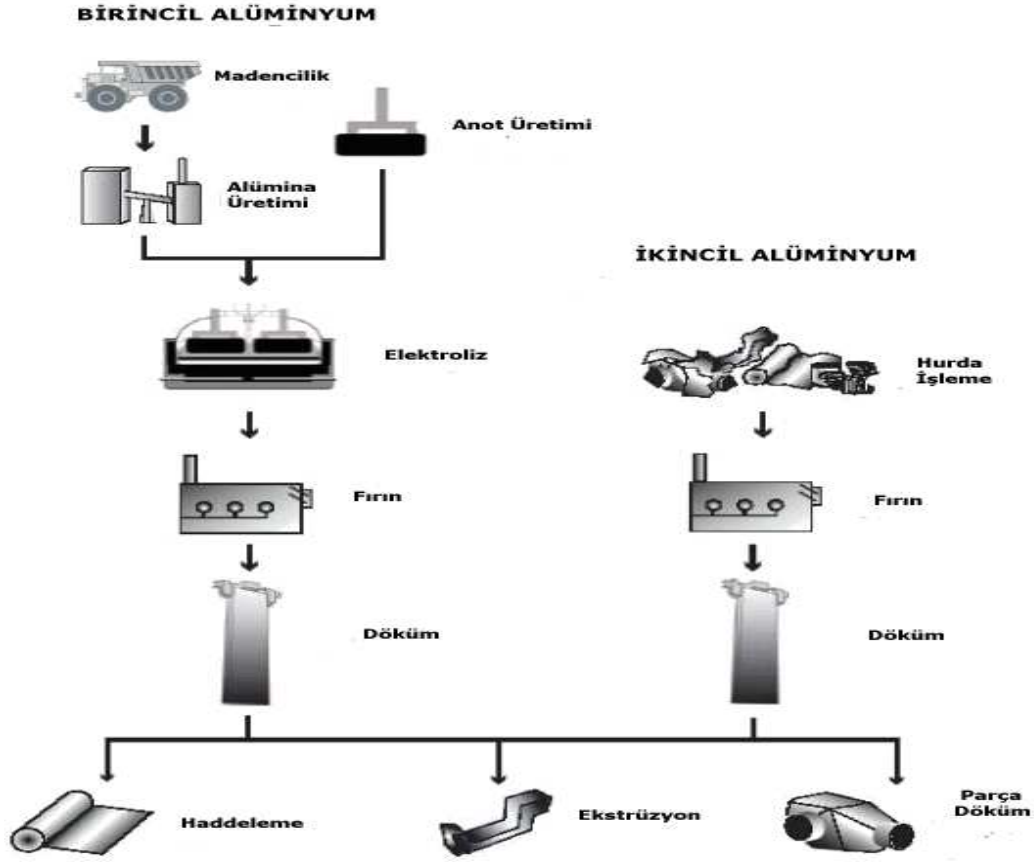 BİRİNCİL ALÜMİNYUM
Madencilik
Anot Üretimi
Alümina
Üretimi
İKİNCİL ALÜMİNYUM
Elektroliz
Hurda
İşleme
Fırın
Fırın
Döküm
Döküm
Haddeleme
Ekstrüzyon
Parça
Döküm